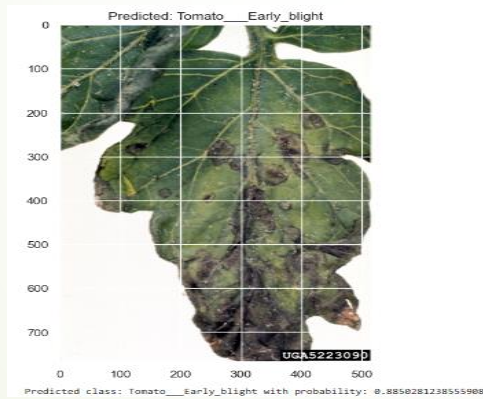 Predicted: Tomato___Early_blight
0
100
200
300
400
500
600
700
UGA5223090
0 100 200 300 400 500
Predicted class: Tomato___Early_blight with probability: 0.8850281238555908